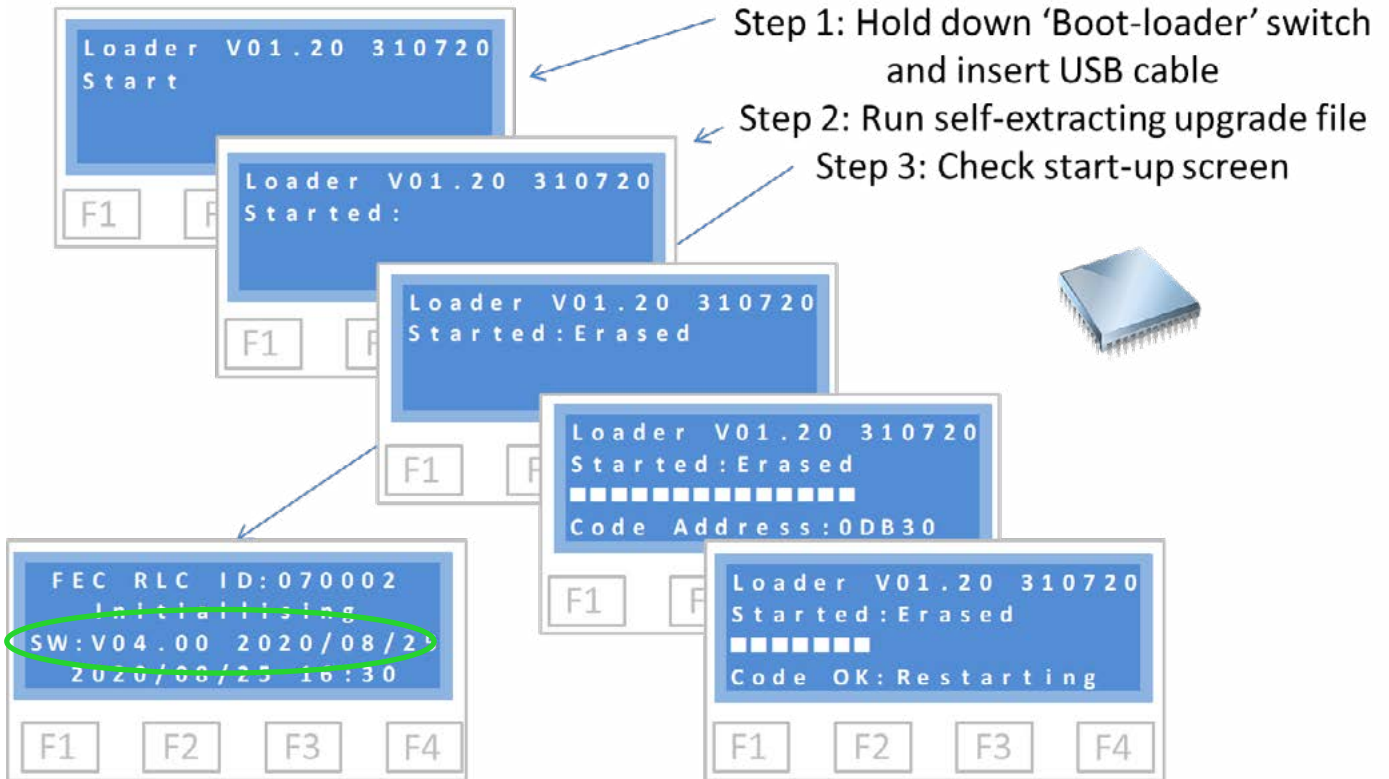 Step 1: Hold down ‘Boot-loader’ switch
and insert USB cable
Step 2: Run self-extracting upgrade file
Step 3: Check start-up screen
Loader V01.20 310720
Start
F1
F
Loader V01.20 310720
Started:
F1
F
Loader V01.20 310720
Started:Erased
F1
F
Loader V01.20 310720
Started:Erased
Code Address:0DB30
F1
F
Loader V01.20 310720
Started:Erased
Code OK:Restarting
F1 F2 F3 F4
FEC RLC ID:070002
Initiallising
SW:V04.00 2020/08/25
2020/08/25 16:30
F1 F2 F3 F4